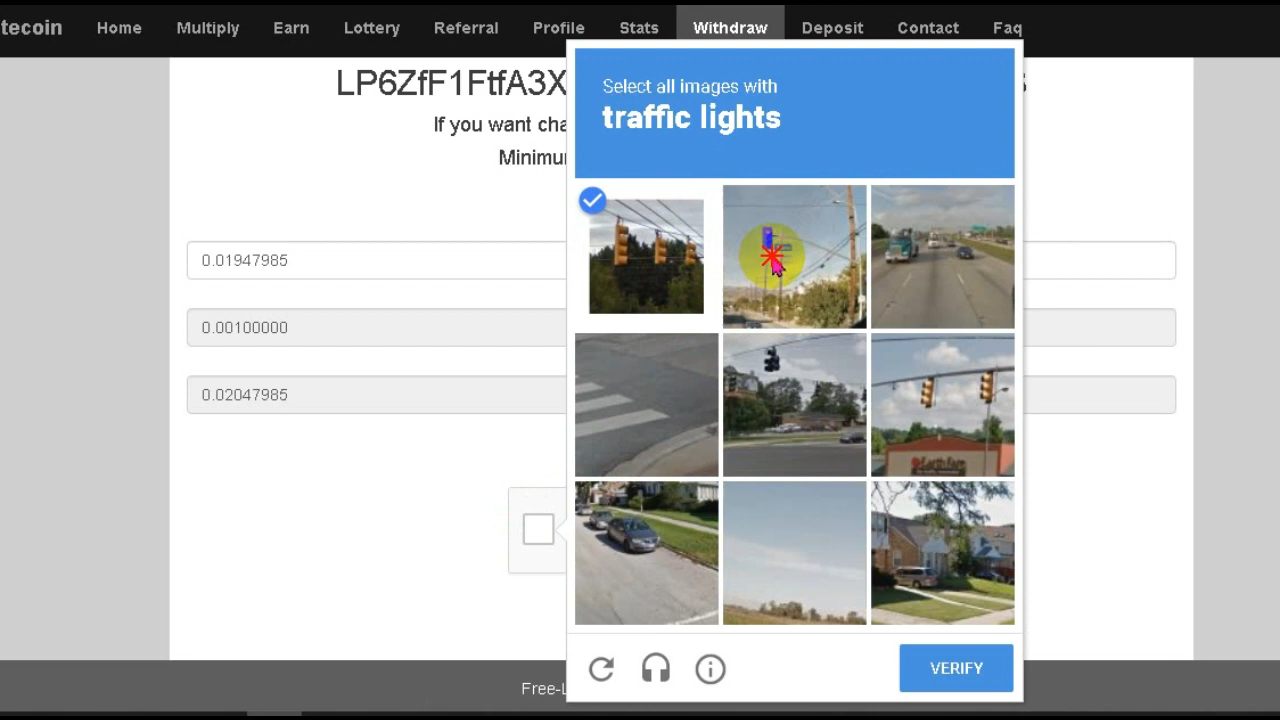 tecoin Home Multiply Earn Lottery Referral Profile Stats Withdraw Deposit Contact Faq
LP6ZfF1FtfA3X
If you want cha
Minimu
Select all images with
traffic lights
0.01947985
0.00100000
0.02047985
VERIFY
Free-L